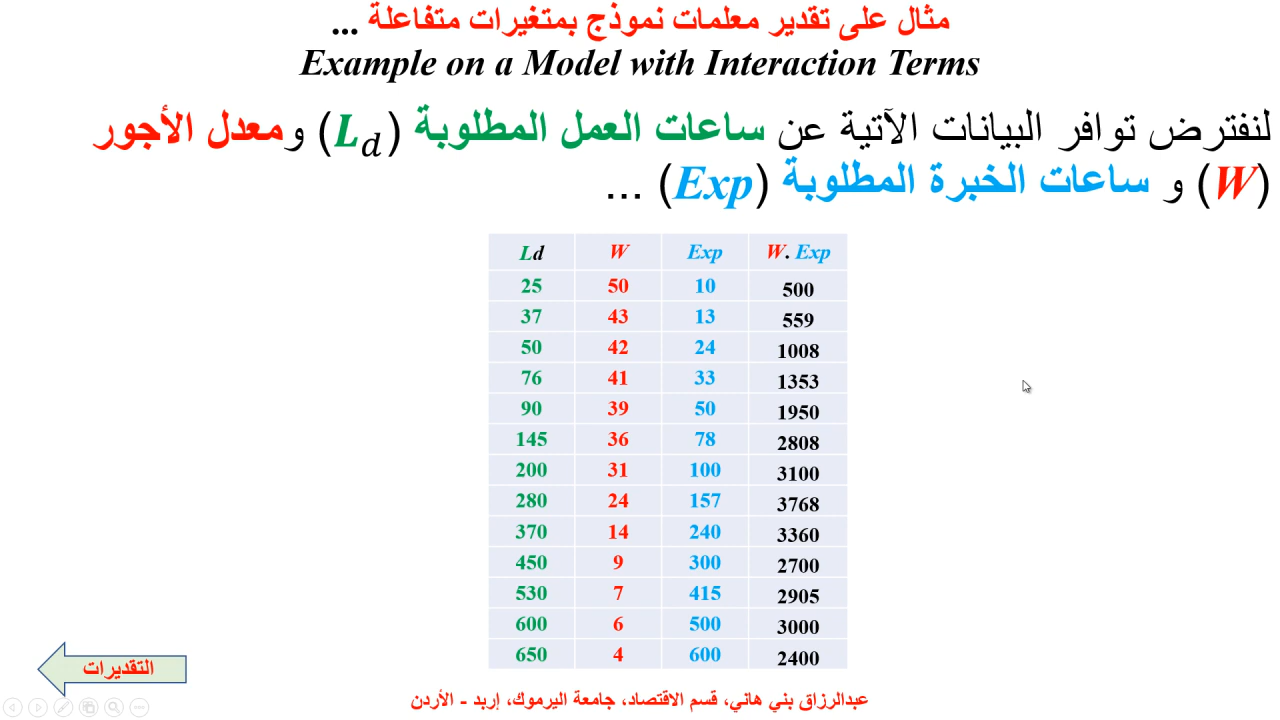 مثال على تقدير معلمات نموذج بمتغيرات متفاعلة ...
Example on a Model with Interaction Terms
لنفترض توافر البيانات الآتية عن ساعات العمل المطلوبة (Ld) ومعدل الأجور
(W) و ساعات الخبرة المطلوبة (Exp) ...
Ld W Exp W. Exp
25 50 10 500
37 43 13 559
50 42 24 1008
76 41 33 1353
90 39 50 1950
145 36 78 2808
200 31 100 3100
280 24 157 3768
370 14 240 3360
450 9 300 2700
530 7 415 2905
600 6 500 3000
650 4 600 2400
التقديرات
عبدالرزاق بني هاني، قسم الاقتصاد، جامعة اليرموك، إربد - الأردن